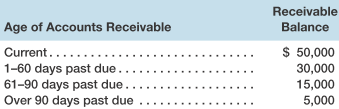 Age of Accounts Receivable Receivable Balance
Current............................. $ 50,000
1–60 days past due................... 30,000
61–90 days past due.................. 15,000
Over 90 days past due ................ 5,000